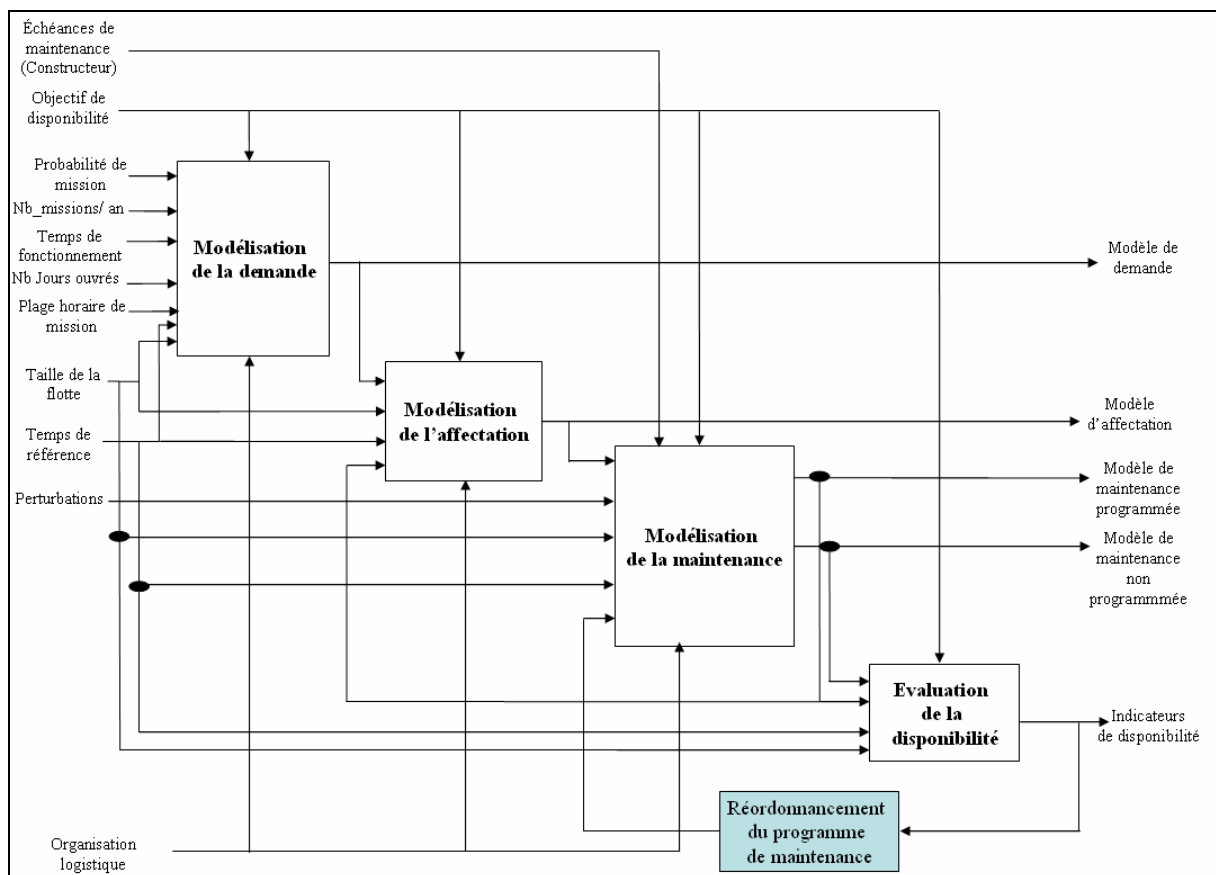 Échéances de
maintenance
(Constructeur)
Objectif de
disponibilité
Probabilité de
mission
Nb_missions/ an
Temps de
fonctionnement
Nb Jours ouvrés
Plage horaire de
mission
Taille de la
flotte
Temps de
référence
Perturbations
Organisation
logistique
Modélisation
de la demande
Modélisation
de l'affectation
Modélisation
de la maintenance
Evaluation
de la
disponibilité
Réordonnancement
du programme
de maintenance
Modèle de
demande
Modèle
d'affectation
Modèle de
maintenance
programmée
Modèle de
maintenance
non
programmmée
Indicateurs
de disponibilité